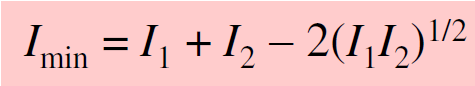 I_min = I_1 + I_2 – 2(I_1I_2)^1/2